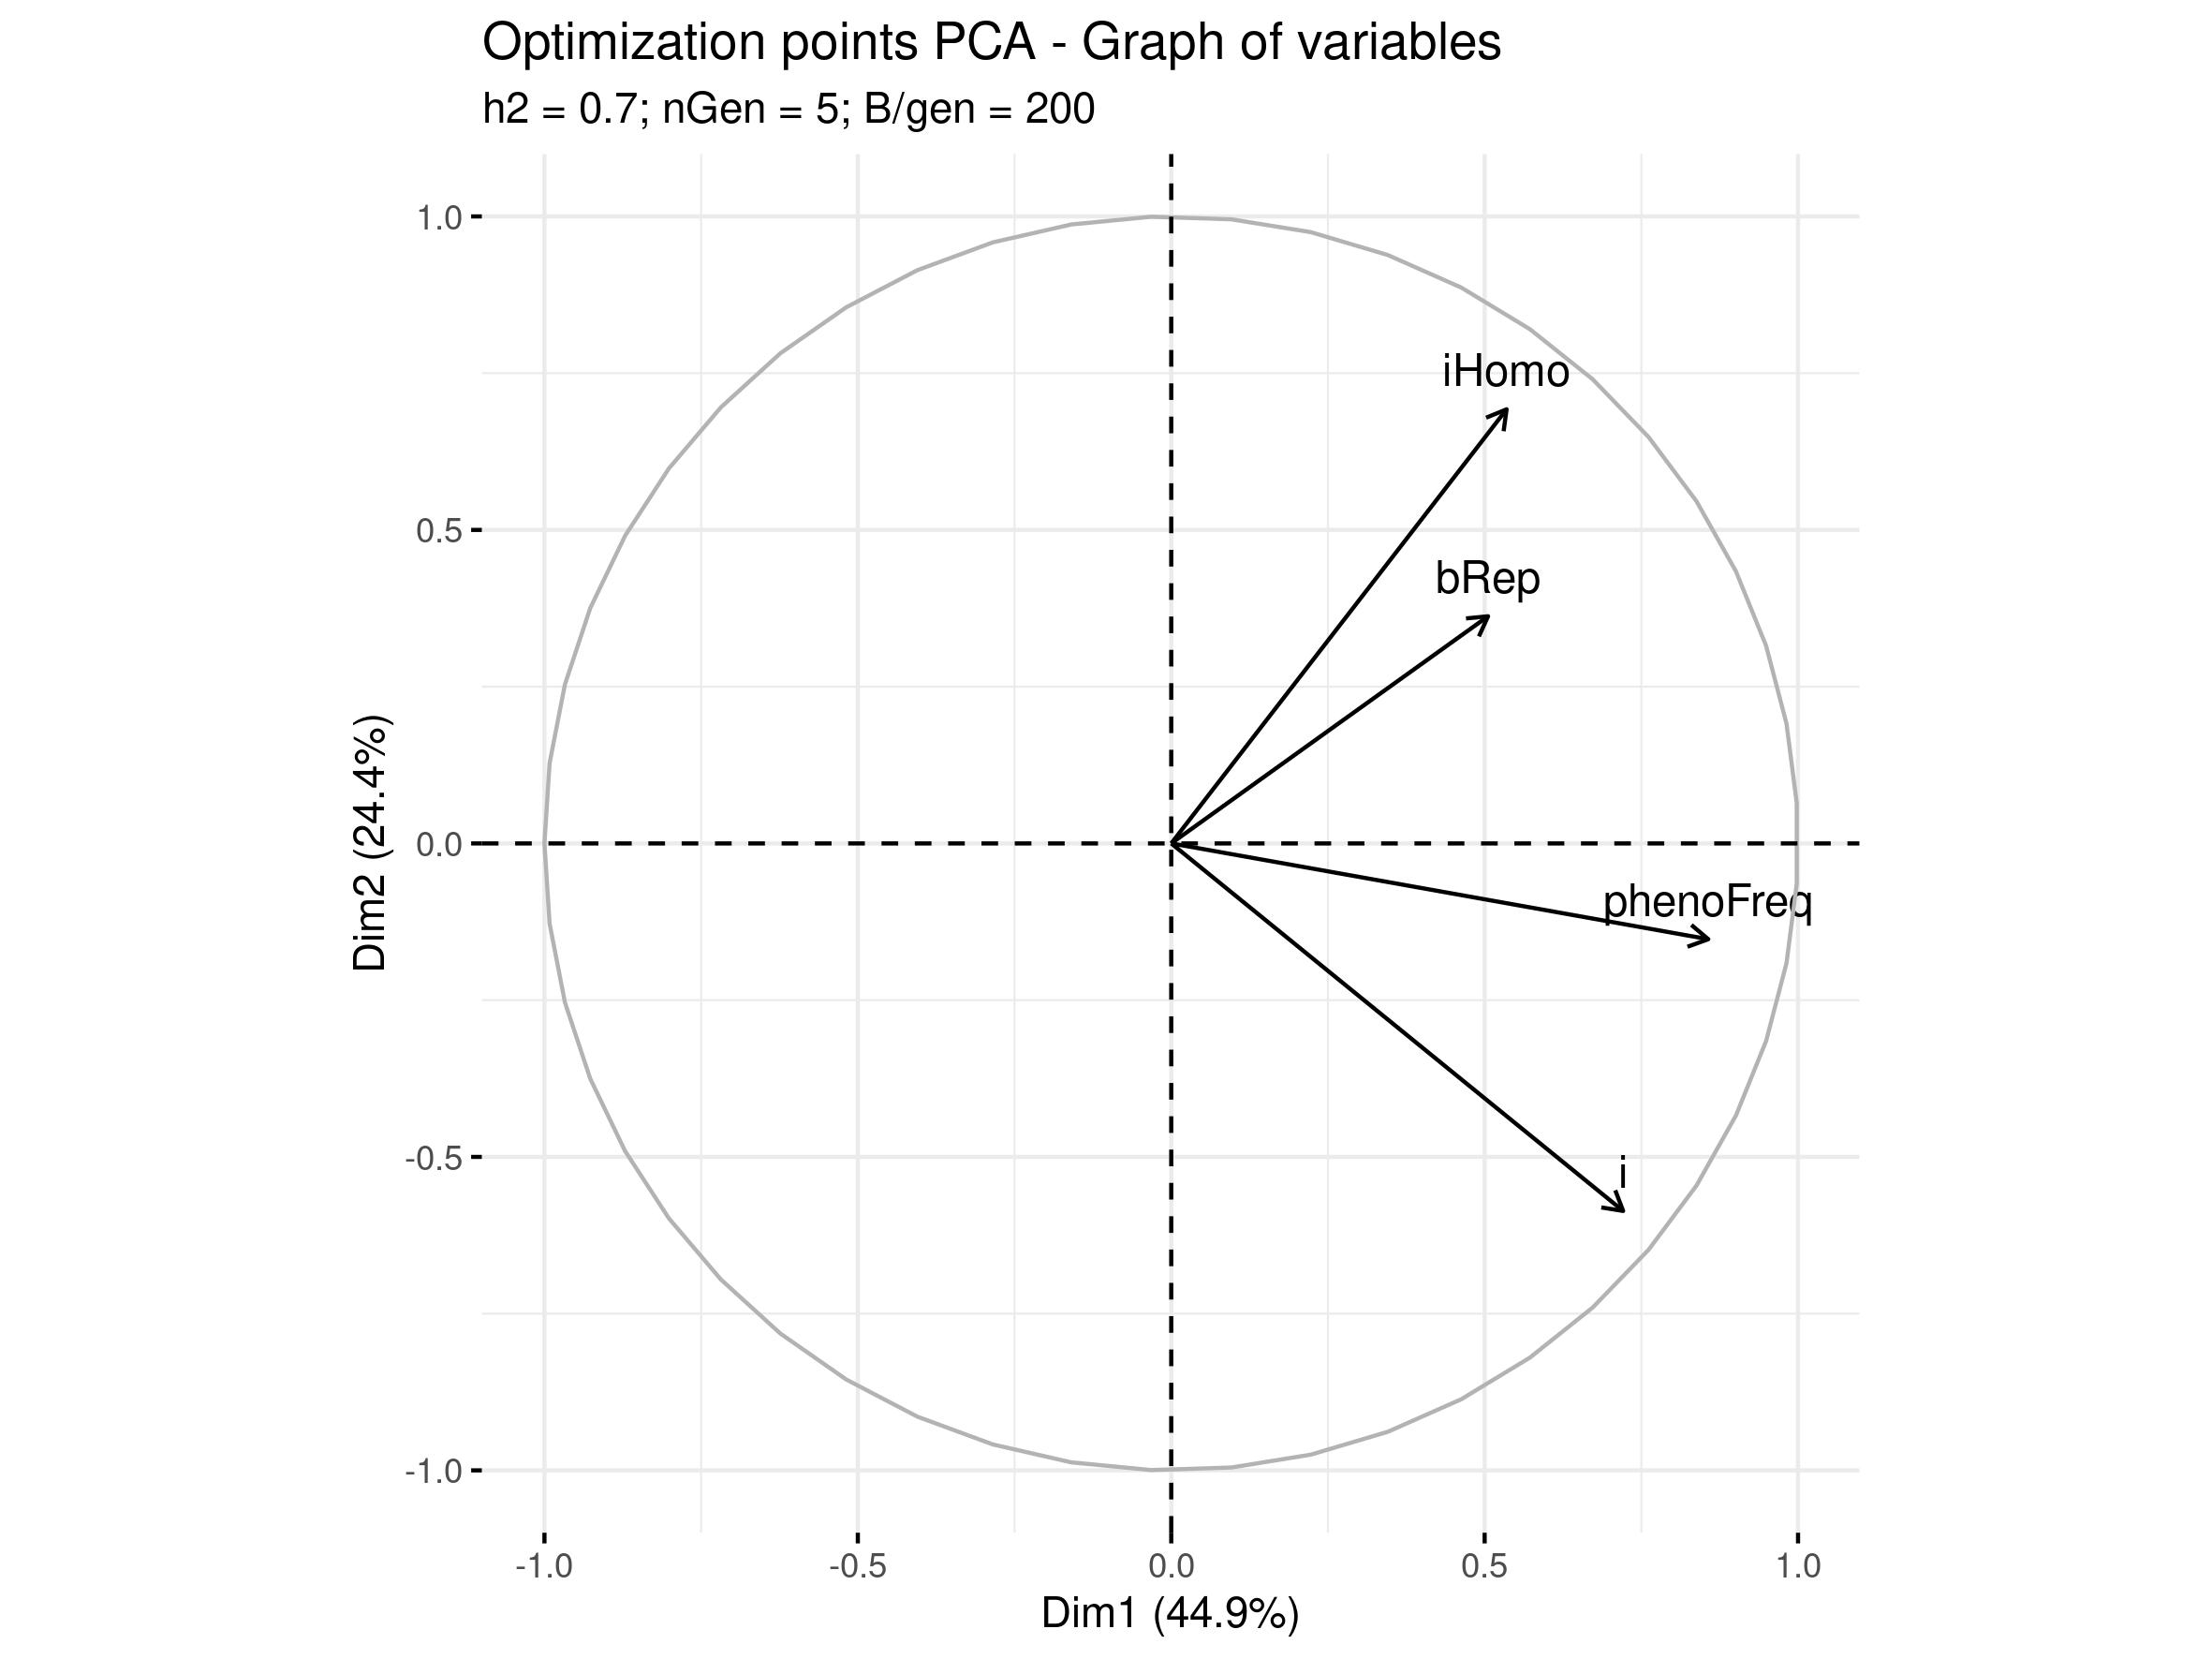 Optimization points PCA - Graph of variables
h2 = 0.7; nGen = 5; B/gen = 200
1.0
0.5
0.0
-0.5
-1.0
Dim2 (24.4%)
iHomo
bRep
phenoFreq
i
-1.0
-0.5
0.0
0.5
1.0
Dim1 (44.9%)